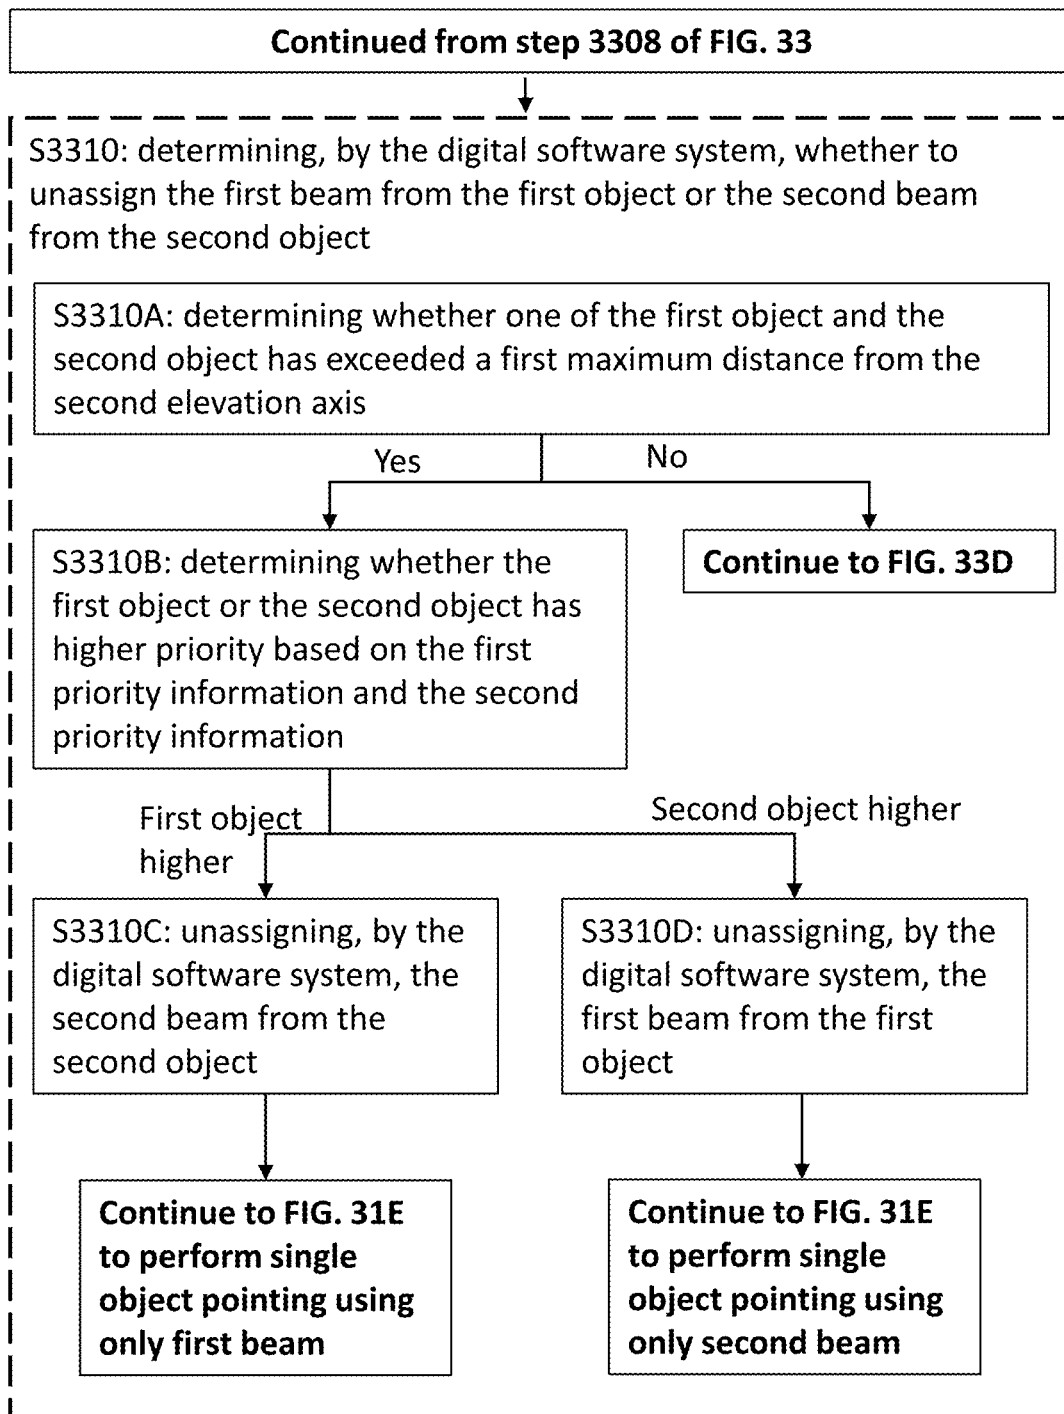 Continued from step 3308 of FIG. 33
S3310: determining, by the digital software system, whether to
unassign the first beam from the first object or the second beam
from the second object
S3310A: determining whether one of the first object and the
second object has exceeded a first maximum distance from the
second elevation axis
Yes
No
S3310B: determining whether the
first object or the second object has
higher priority based on the first
priority information and the second
priority information
Continue to FIG. 33D
First object
higher
Second object higher
S3310C: unassigning, by the
digital software system, the
second beam from the
second object
S3310D: unassigning, by the
digital software system, the
first beam from the first
object
Continue to FIG. 31E
to perform single
object pointing using
only first beam
Continue to FIG. 31E
to perform single
object pointing using
only second beam